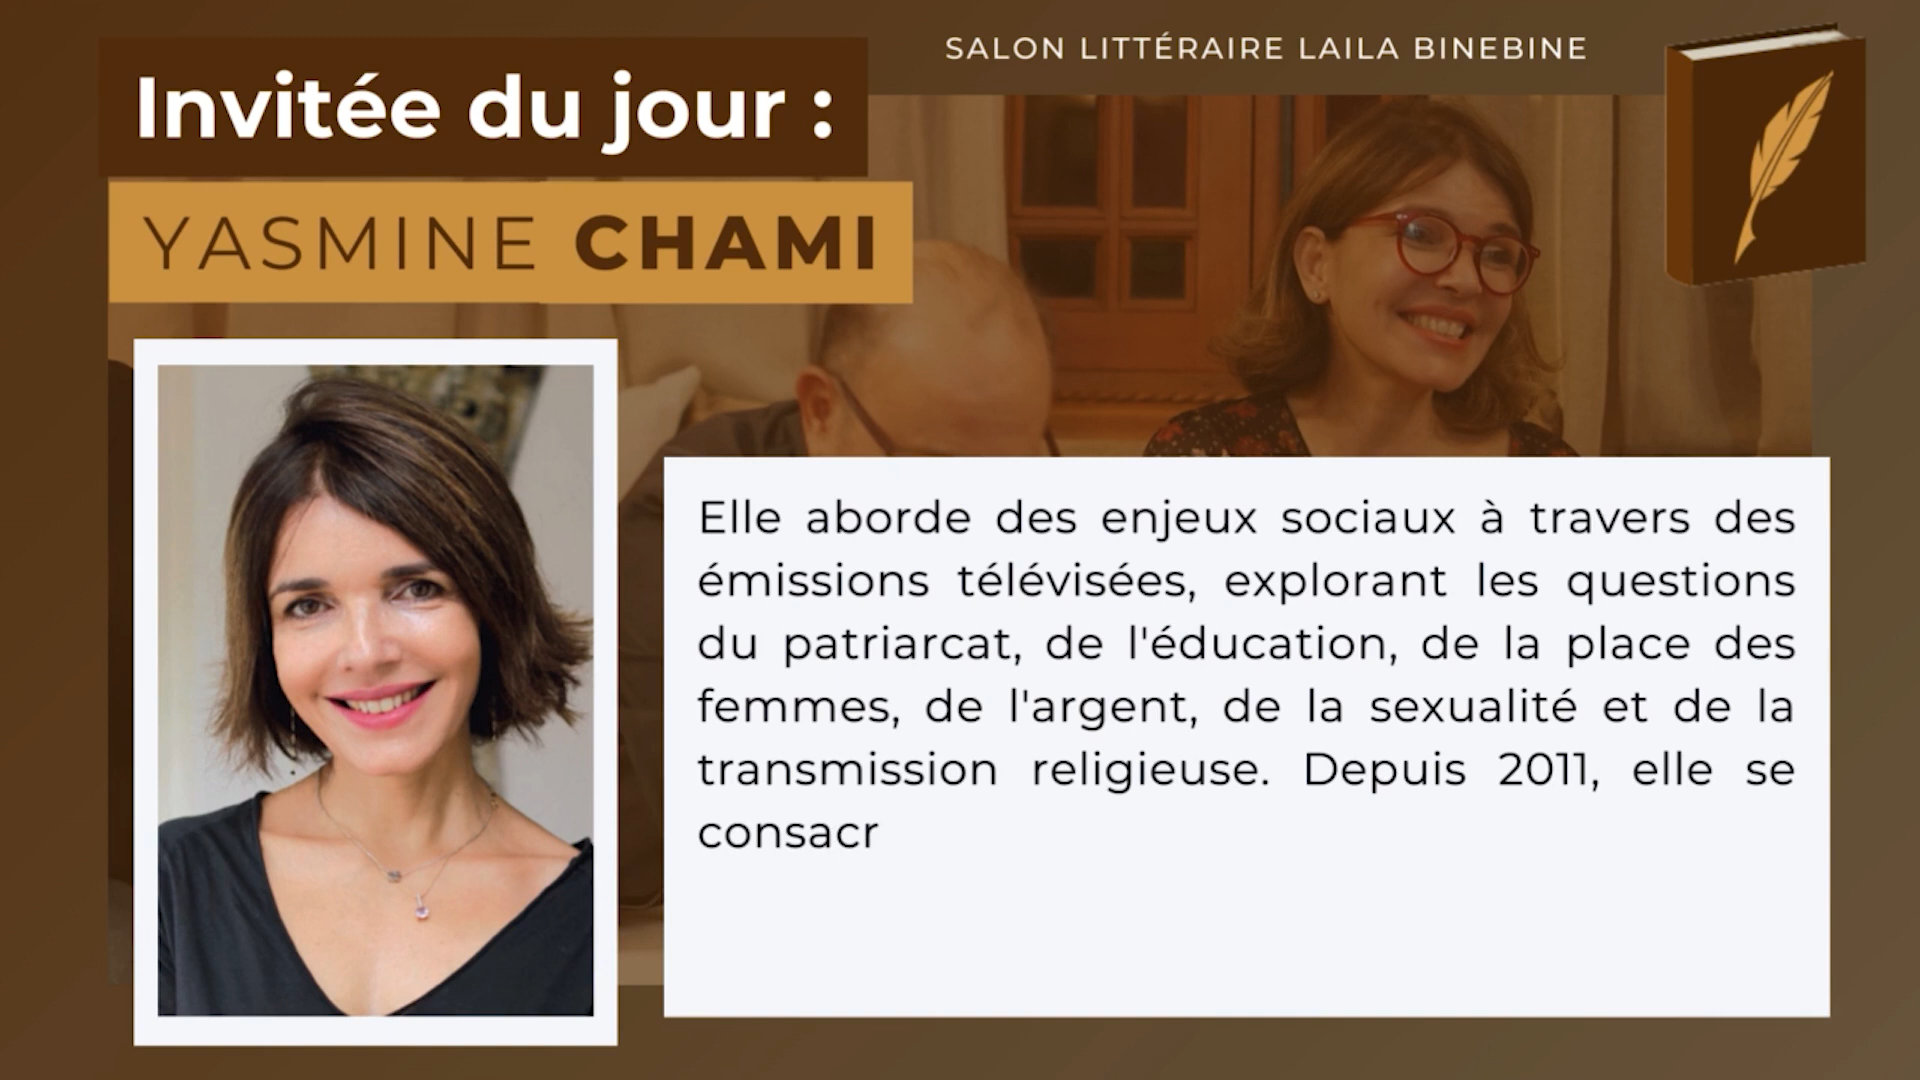 SALON LITTÉRAIRE LAILA BINEBINE
Invitée du jour :
YASMINE CHAMI
Elle aborde des enjeux sociaux à travers des
émissions télévisées, explorant les questions
du patriarcat, de l'éducation, de la place des
femmes, de l'argent, de la sexualité et de la
transmission religieuse. Depuis 2011, elle se
consacr